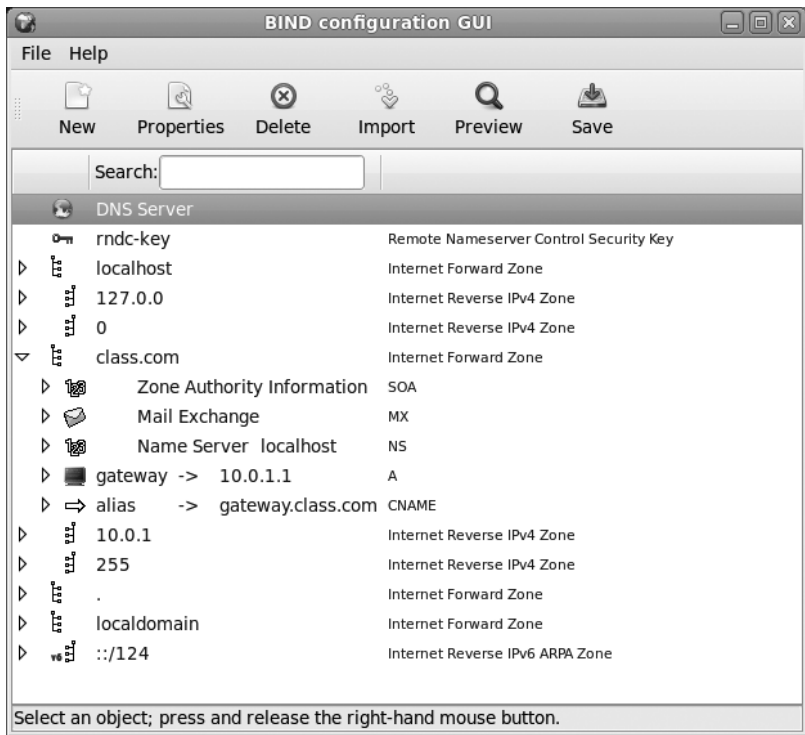 BIND configuration GUI
File Help
New Properties Delete Import Preview Save
Search:
DNS Server
rndc-key Remote Nameserver Control Security Key
localhost Internet Forward Zone
127.0.0 Internet Reverse IPv4 Zone
0 Internet Reverse IPv4 Zone
class.com Internet Forward Zone
123 Zone Authority Information SOA
Mail Exchange MX
123 Name Server localhost NS
gateway -> 10.0.1.1 A
alias -> gateway.class.com CNAME
10.0.1 Internet Reverse IPv4 Zone
255 Internet Reverse IPv4 Zone
. Internet Forward Zone
localdomain Internet Forward Zone
v6 ::/124 Internet Reverse IPv6 ARPA Zone
Select an object; press and release the right-hand mouse button.